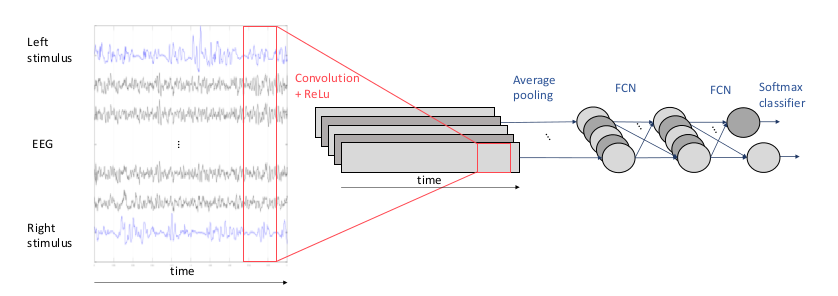 Left
stimulus
EEG
Right
stimulus
time
Convolution
+ ReLu
time
Average
pooling
FCN
FCN
Softmax
classifier